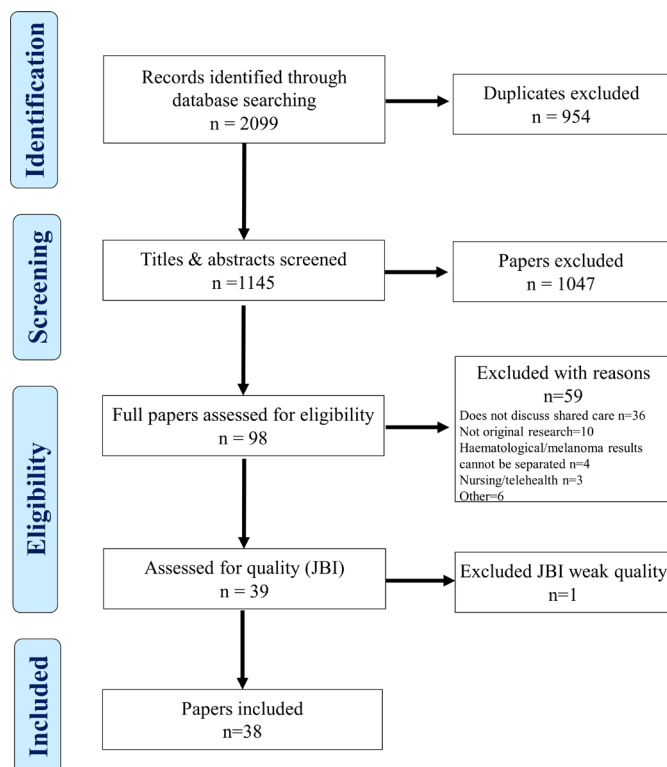 Identification
Records identified through
database searching
n = 2099
Duplicates excluded
n = 954
Screening
Titles & abstracts screened
n =1145
Papers excluded
n = 1047
Eligibility
Full papers assessed for eligibility
n = 98
Excluded with reasons
n=59
Does not discuss shared care n=36
Not original research=10
Haematological/melanoma results
cannot be separated n=4
Nursing/telehealth n=3
Other=6
Assessed for quality (JBI)
n = 39
Excluded JBI weak quality
n=1
Included
Papers included
n=38